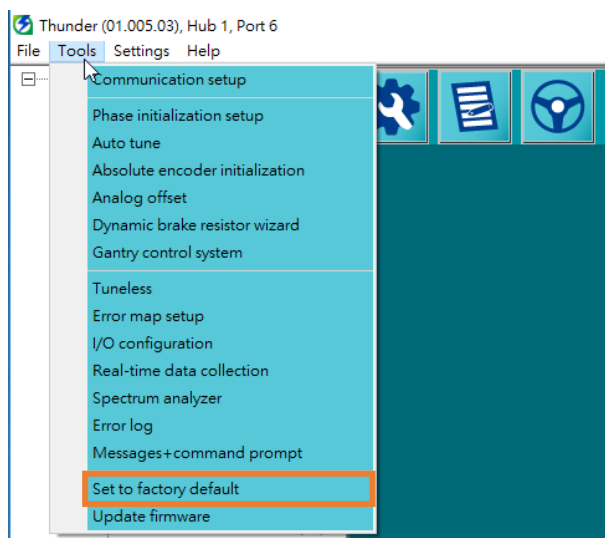 Thunder (01.005.03), Hub 1, Port 6
File Tools Settings Help
Communication setup
Phase initialization setup
Auto tune
Absolute encoder initialization
Analog offset
Dynamic brake resistor wizard
Gantry control system
Tuneless
Error map setup
I/O configuration
Real-time data collection
Spectrum analyzer
Error log
Messages+command prompt
Set to factory default
Update firmware